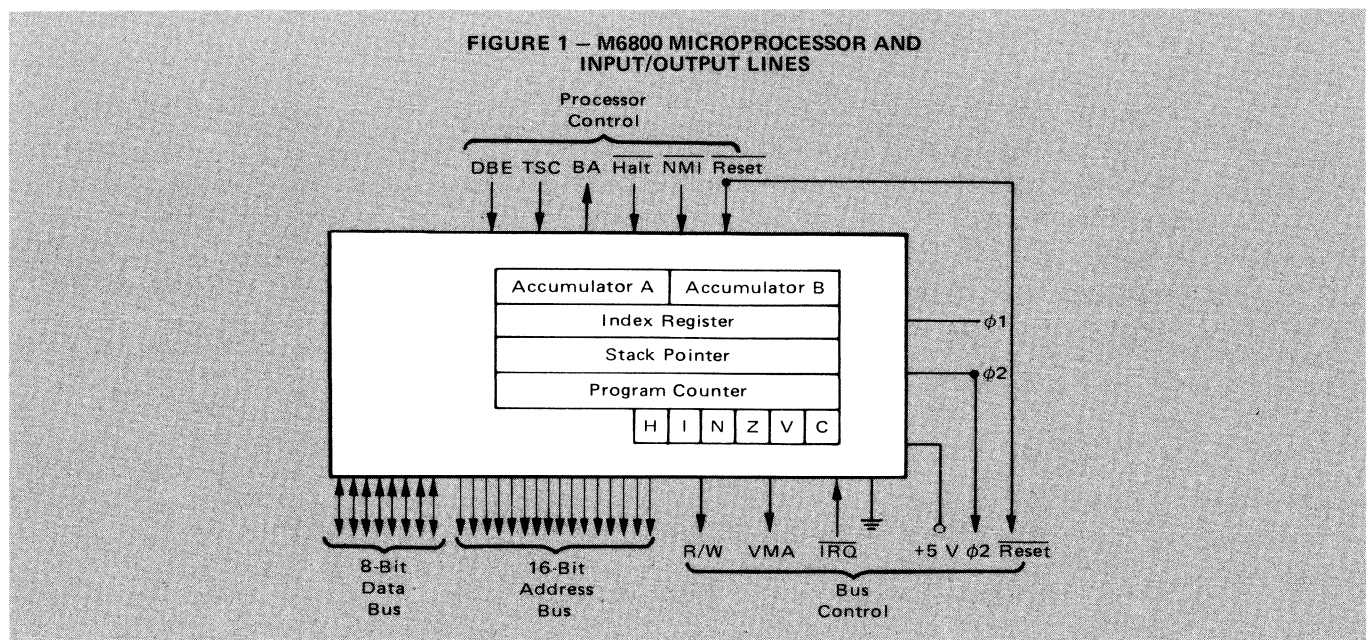 FIGURE 1 – M6800 MICROPROCESSOR AND
INPUT/OUTPUT LINES
Processor
Control
DBE TSC BA Halt NMI Reset
Accumulator A Accumulator B
Index Register
ϕ1
Stack Pointer
ϕ2
Program Counter
H I N Z V C
R/W VMA IRQ +5 V ϕ2 Reset
8-Bit
Data
Bus
16-Bit
Address
Bus
Bus
Control